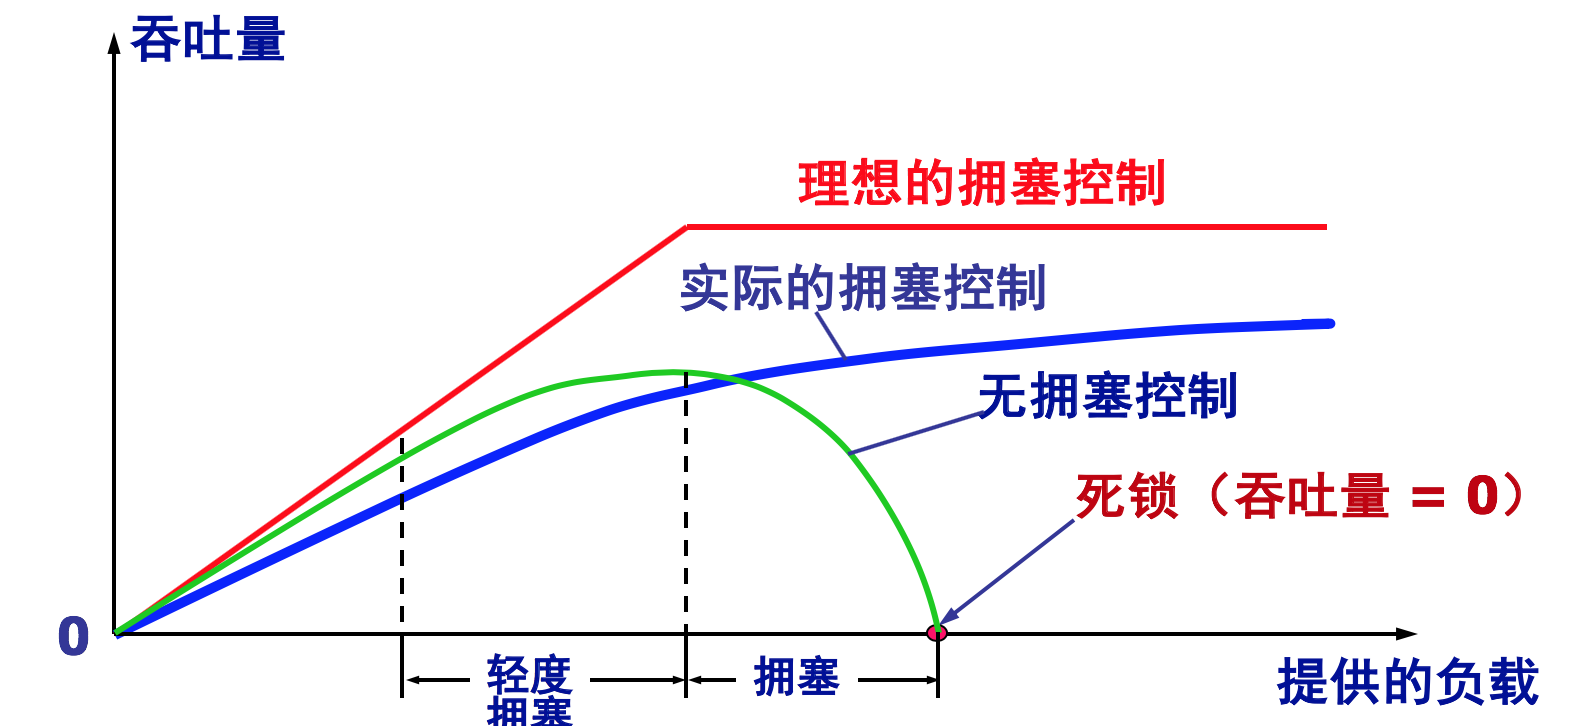 吞吐量
理想的拥塞控制
实际的拥塞控制
无拥塞控制
死锁（吞吐量 = 0）
0
轻度
拥塞
拥塞
提供的负载